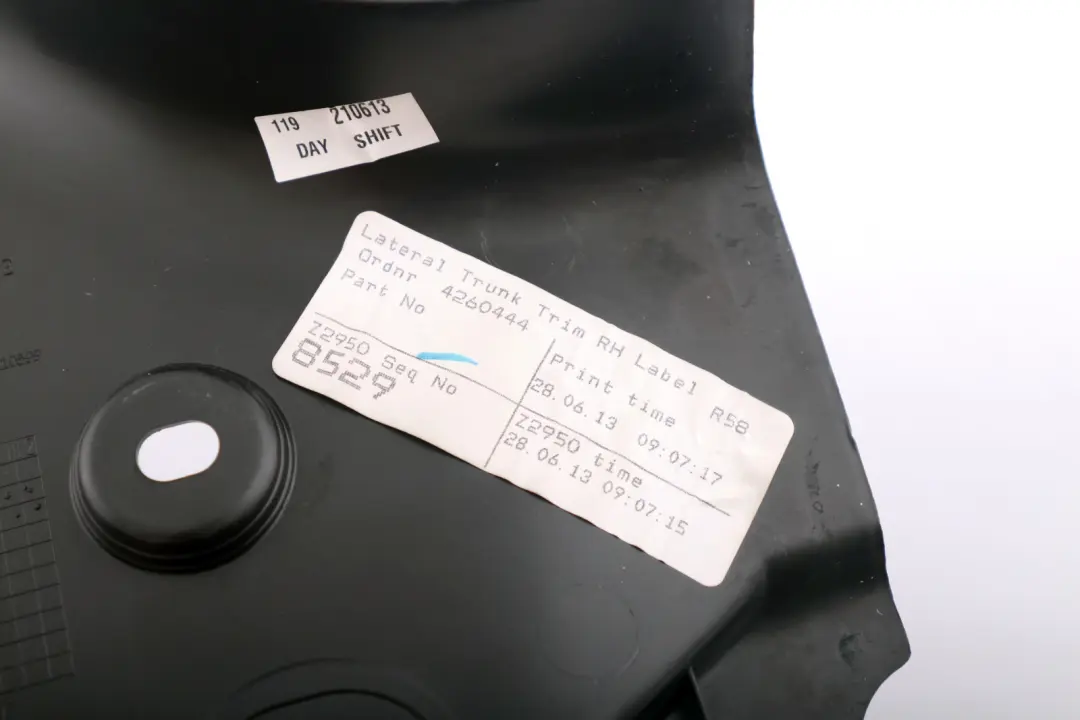 119 210613
DAY SHIFT
Lateral Trunk Trim RH Label R58
Ordnr 4260444
Part No
Print time
28.06.13 09:07:17
Z2950 Seq No
8529
Z2950 time
28.06.13 09:07:15